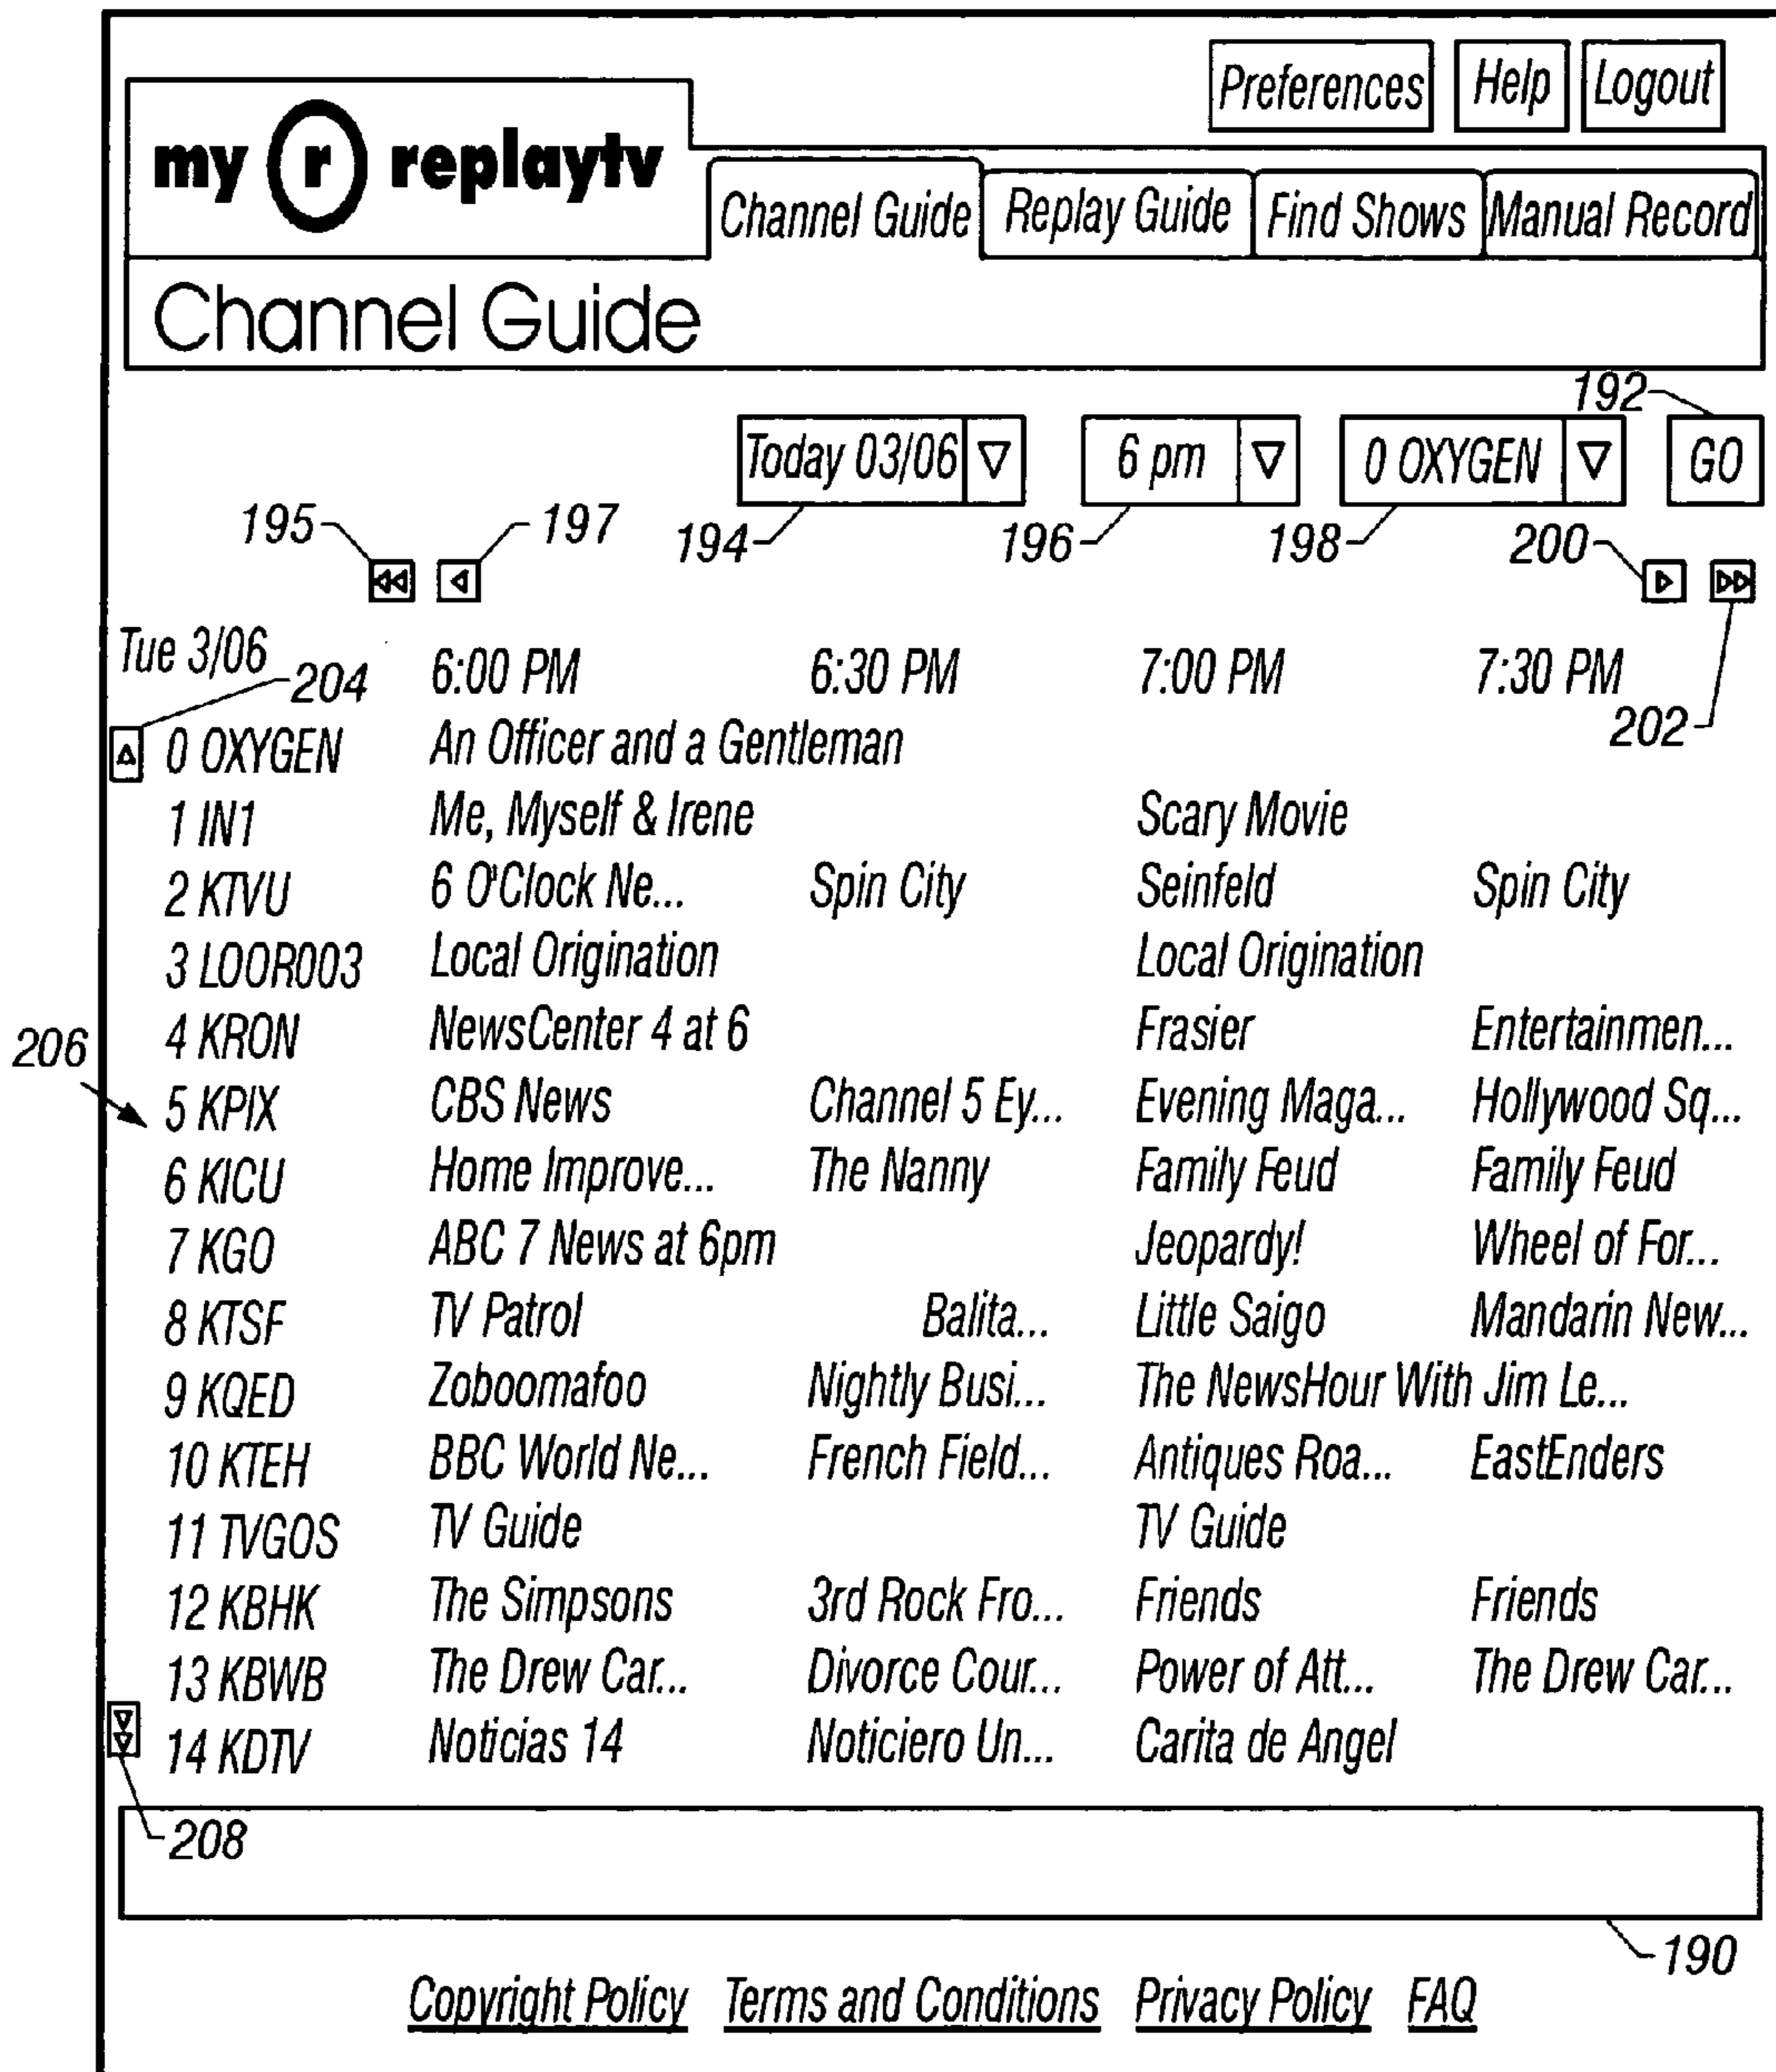 Preferences Help Logout
my r replaytv
Channel Guide Replay Guide Find Shows Manual Record
Channel Guide
192
Today 03/06 6 pm 0 OXYGEN GO
195 197 194 196 198 200
Tue 3/06 204 6:00 PM 6:30 PM 7:00 PM 7:30 PM
202
0 OXYGEN An Officer and a Gentleman
1 IN1 Me, Myself & Irene Scary Movie
2 KTVU 6 O'Clock Ne... Spin City Seinfeld Spin City
3 LOOR003 Local Origination Local Origination
4 KRON NewsCenter 4 at 6 Frasier Entertainmen...
206
5 KPIX CBS News Channel 5 Ey... Evening Maga... Hollywood Sq...
6 KICU Home Improve... The Nanny Family Feud Family Feud
7 KGO ABC 7 News at 6pm Jeopardy! Wheel of For...
8 KTSF TV Patrol Balita... Little Saigo Mandarin New...
9 KQED Zoboomafoo Nightly Busi... The NewsHour With Jim Le...
10 KTEH BBC World Ne... French Field... Antiques Roa... EastEnders
11 TVGOS TV Guide TV Guide
12 KBHK The Simpsons 3rd Rock Fro... Friends Friends
13 KBWB The Drew Car... Divorce Cour... Power of Att... The Drew Car...
14 KDTV Noticias 14 Noticiero Un... Carita de Angel
208
190
Copyright Policy Terms and Conditions Privacy Policy FAQ